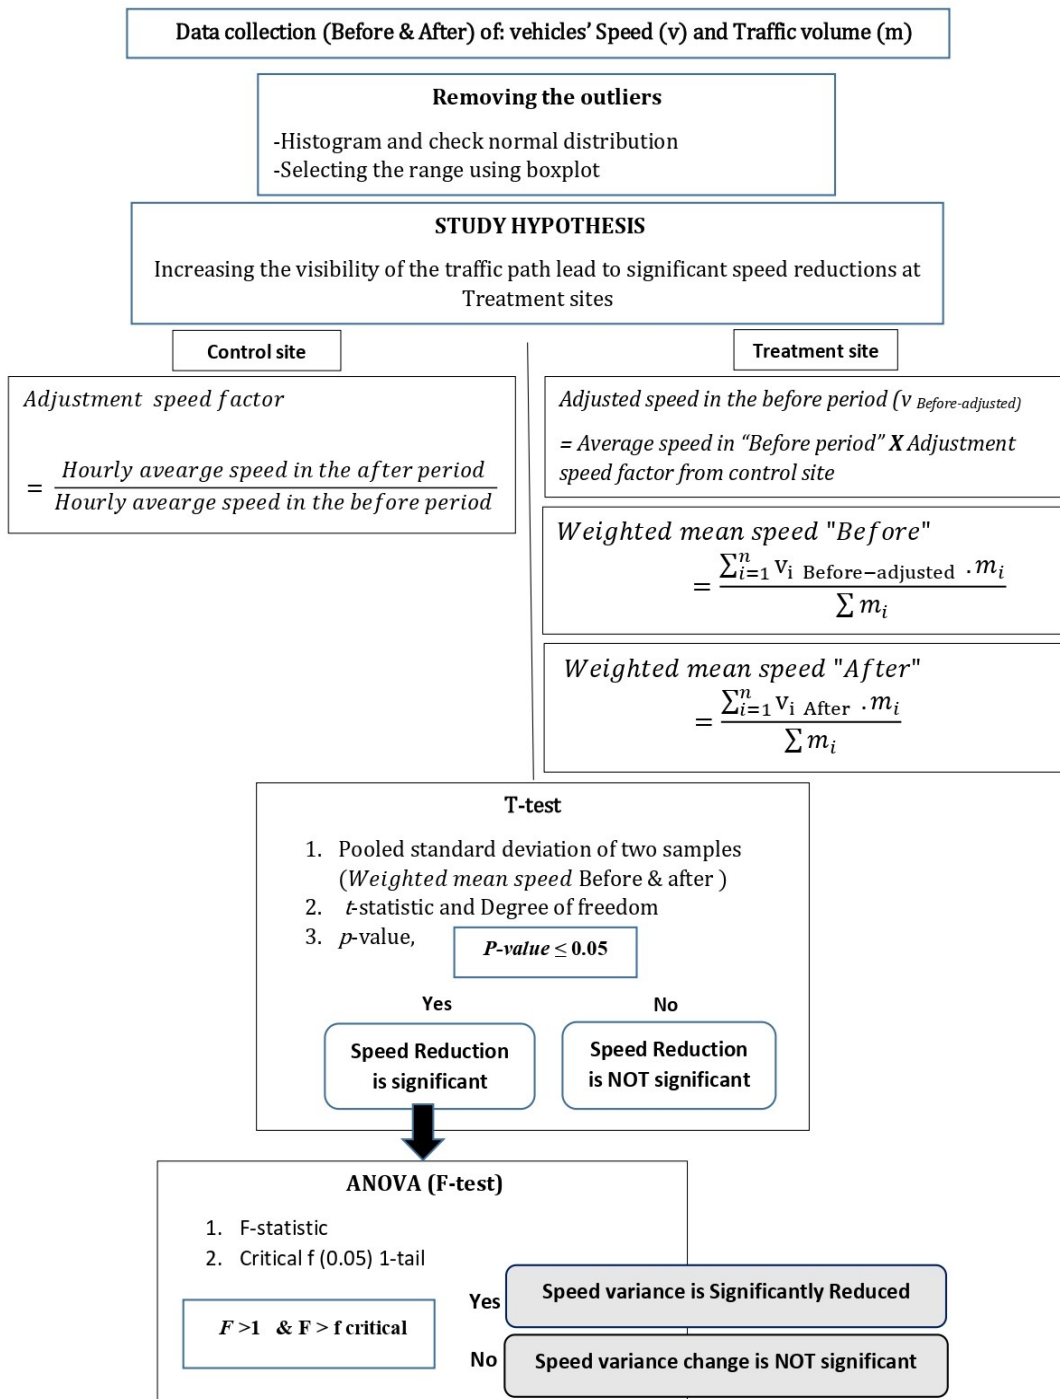 Data collection (Before & After) of: vehicles’ Speed (v) and Traffic volume (m)
Removing the outliers
-Histogram and check normal distribution
-Selecting the range using boxplot
STUDY HYPOTHESIS
Increasing the visibility of the traffic path lead to significant speed reductions at
Treatment sites
Control site
Adjustment speed factor
= Hourly avearge speed in the after period / Hourly avearge speed in the before period
Treatment site
Adjusted speed in the before period (v Before-adjusted)
= Average speed in “Before period” X Adjustment
speed factor from control site
Weighted mean speed "Before"
= ∑ⁿᵢ₌₁ vᵢ Before−adjusted . mᵢ / ∑ mᵢ
Weighted mean speed "After"
= ∑ⁿᵢ₌₁ vᵢ After . mᵢ / ∑ mᵢ
T-test
1. Pooled standard deviation of two samples
(Weighted mean speed Before & after )
2. t-statistic and Degree of freedom
3. p-value,
P-value ≤ 0.05
Yes
No
Speed Reduction
is significant
Speed Reduction
is NOT significant
ANOVA (F-test)
1. F-statistic
2. Critical f (0.05) 1-tail
F >1 & F > f critical
Yes
Speed variance is Significantly Reduced
No
Speed variance change is NOT significant